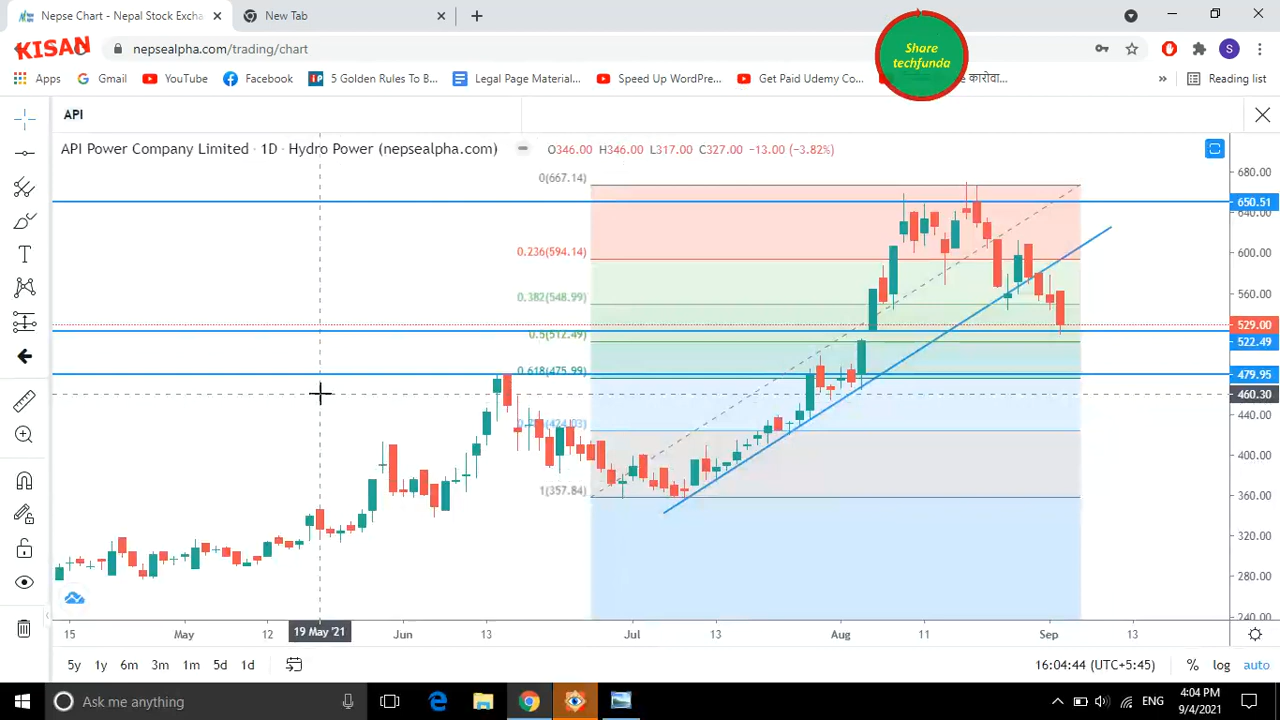 Nepse Chart - Nepal Stock Excha
New Tab
KISAN
nepsealpha.com/trading/chart
Share
techfunda
Apps
Gmail
YouTube
Facebook
5 Golden Rules To B...
Legal Page Material...
Speed Up WordPre...
Get Paid Udemy Co...
कारोवा...
»
Reading list
API
API Power Company Limited · 1D · Hydro Power (nepsealpha.com)
O346.00 H346.00 L317.00 C327.00 -13.00 (-3.82%)
0(667.14)
680.00
650.51
640.00
0.236(594.14)
600.00
0.382(548.99)
560.00
529.00
0.5(512.49)
522.49
0.618(475.99)
479.95
460.30
440.00
400.00
1(357.84)
360.00
320.00
280.00
240.00
15
May
12
19 May '21
Jun
13
Jul
13
Aug
11
Sep
13
5y 1y 6m 3m 1m 5d 1d
16:04:44 (UTC+5:45)
% log auto
Ask me anything
ENG
4:04 PM
9/4/2021